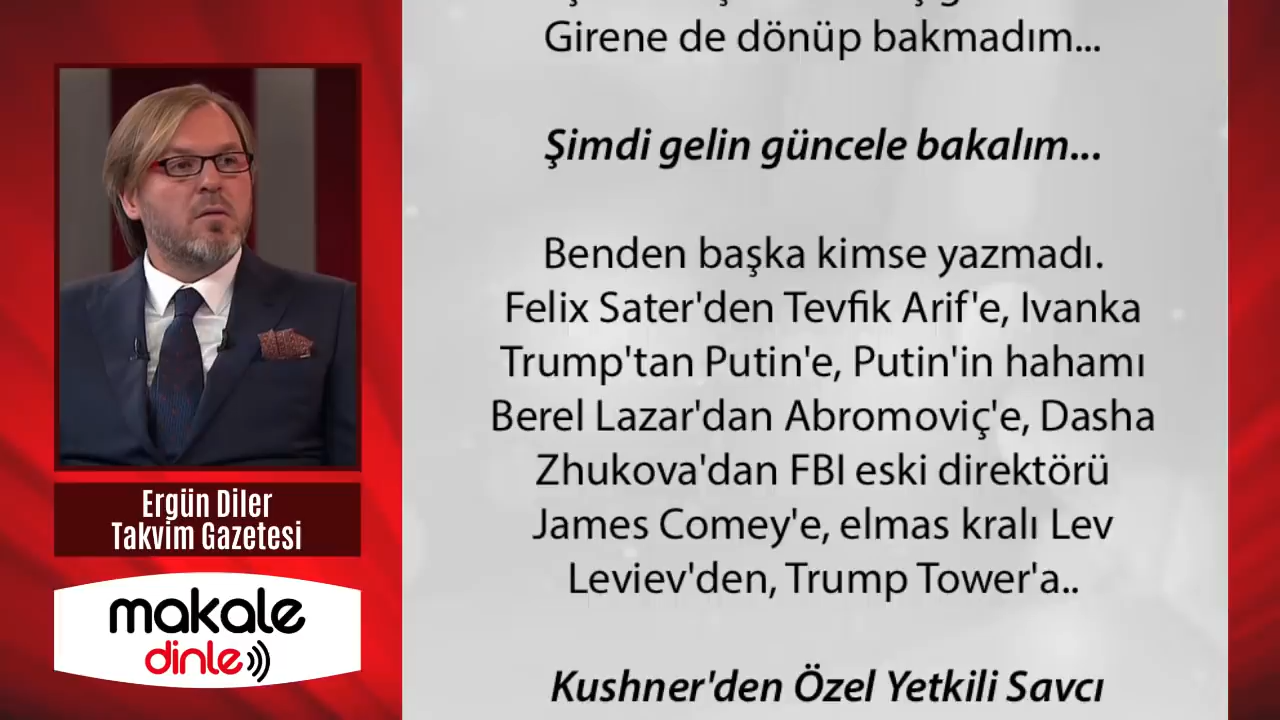 Girene de dönüp bakmadım...
Şimdi gelin güncele bakalım...
Benden başka kimse yazmadı.
Felix Sater'den Tevfik Arif'e, Ivanka
Trump'tan Putin'e, Putin'in hahamı
Berel Lazar'dan Abromoviç'e, Dasha
Zhukova'dan FBI eski direktörü
James Comey'e, elmas kralı Lev
Leviev'den, Trump Tower'a..
Kushner'den Özel Yetkili Savcı
Ergün Diler
Takvim Gazetesi
makale
dinle